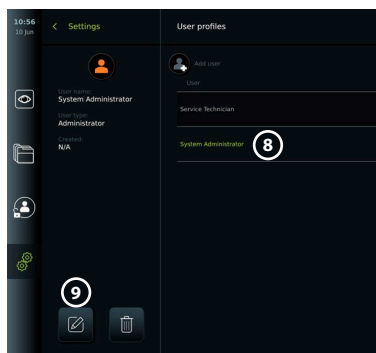 10:56
10 Jun
Settings
User name:
System Administrator
User type:
Administrator
Created:
N/A
9
User profiles
Add user
User
Service Technician
System Administrator
8